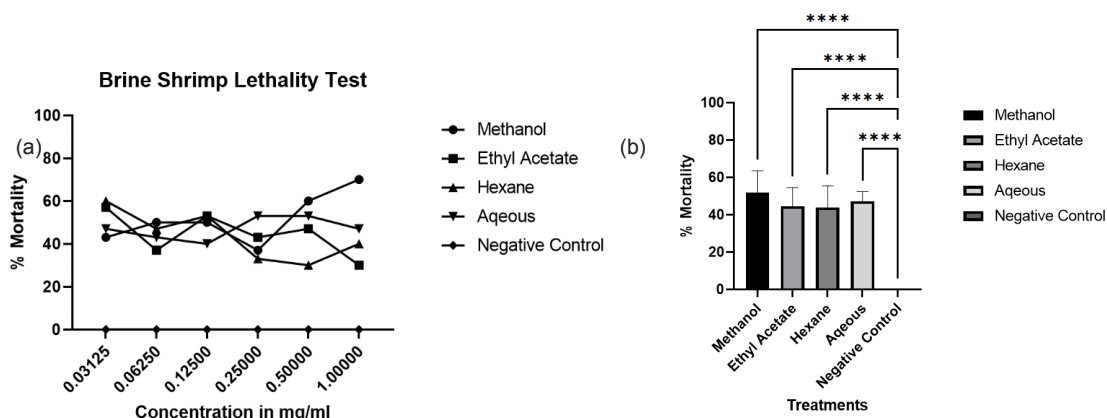 Brine Shrimp Lethality Test
(a)
% Mortality
100
80
60
40
20
0
0.03125
0.06250
0.12500
0.25000
0.50000
1.00000
Concentration in mg/ml
Methanol
Ethyl Acetate
Hexane
Aqeous
Negative Control
(b)
% Mortality
100
80
60
40
20
0
****
****
****
****
Methanol
Ethyl Acetate
Hexane
Aqeous
Negative Control
Treatments
Methanol
Ethyl Acetate
Hexane
Aqeous
Negative Control